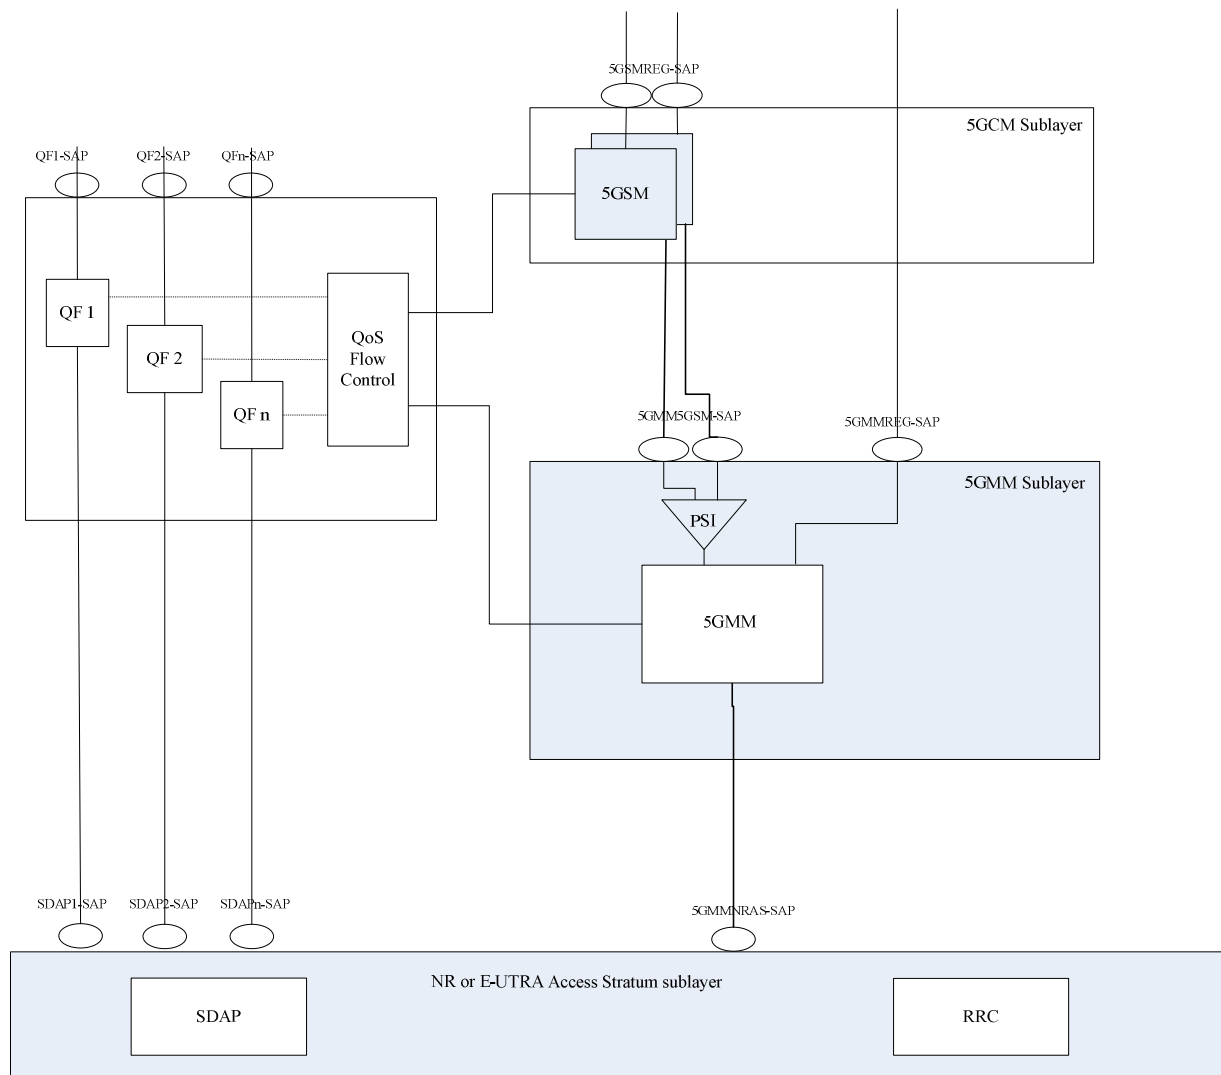 5GSMREG-SAP
5GCM Sublayer
QF1-SAP
QF2-SAP
QFn-SAP
5GSM
QF 1
QF 2
QF n
QoS
Flow
Control
5GMM5GSM-SAP
5GMMREG-SAP
5GMM Sublayer
PSI
5GMM
SDAP1-SAP
SDAP2-SAP
SDAPn-SAP
5GMMNRAS-SAP
NR or E-UTRA Access Stratum sublayer
SDAP
RRC